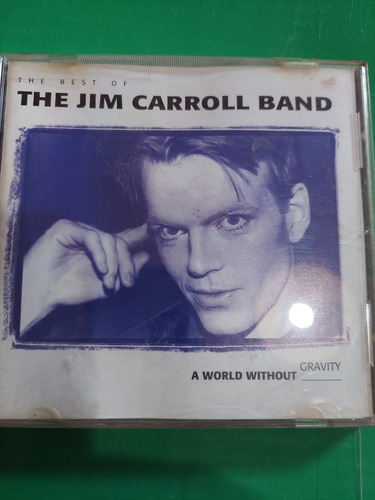 THE BEST OF
THE JIM CARROLL BAND
A WORLD WITHOUT GRAVITY